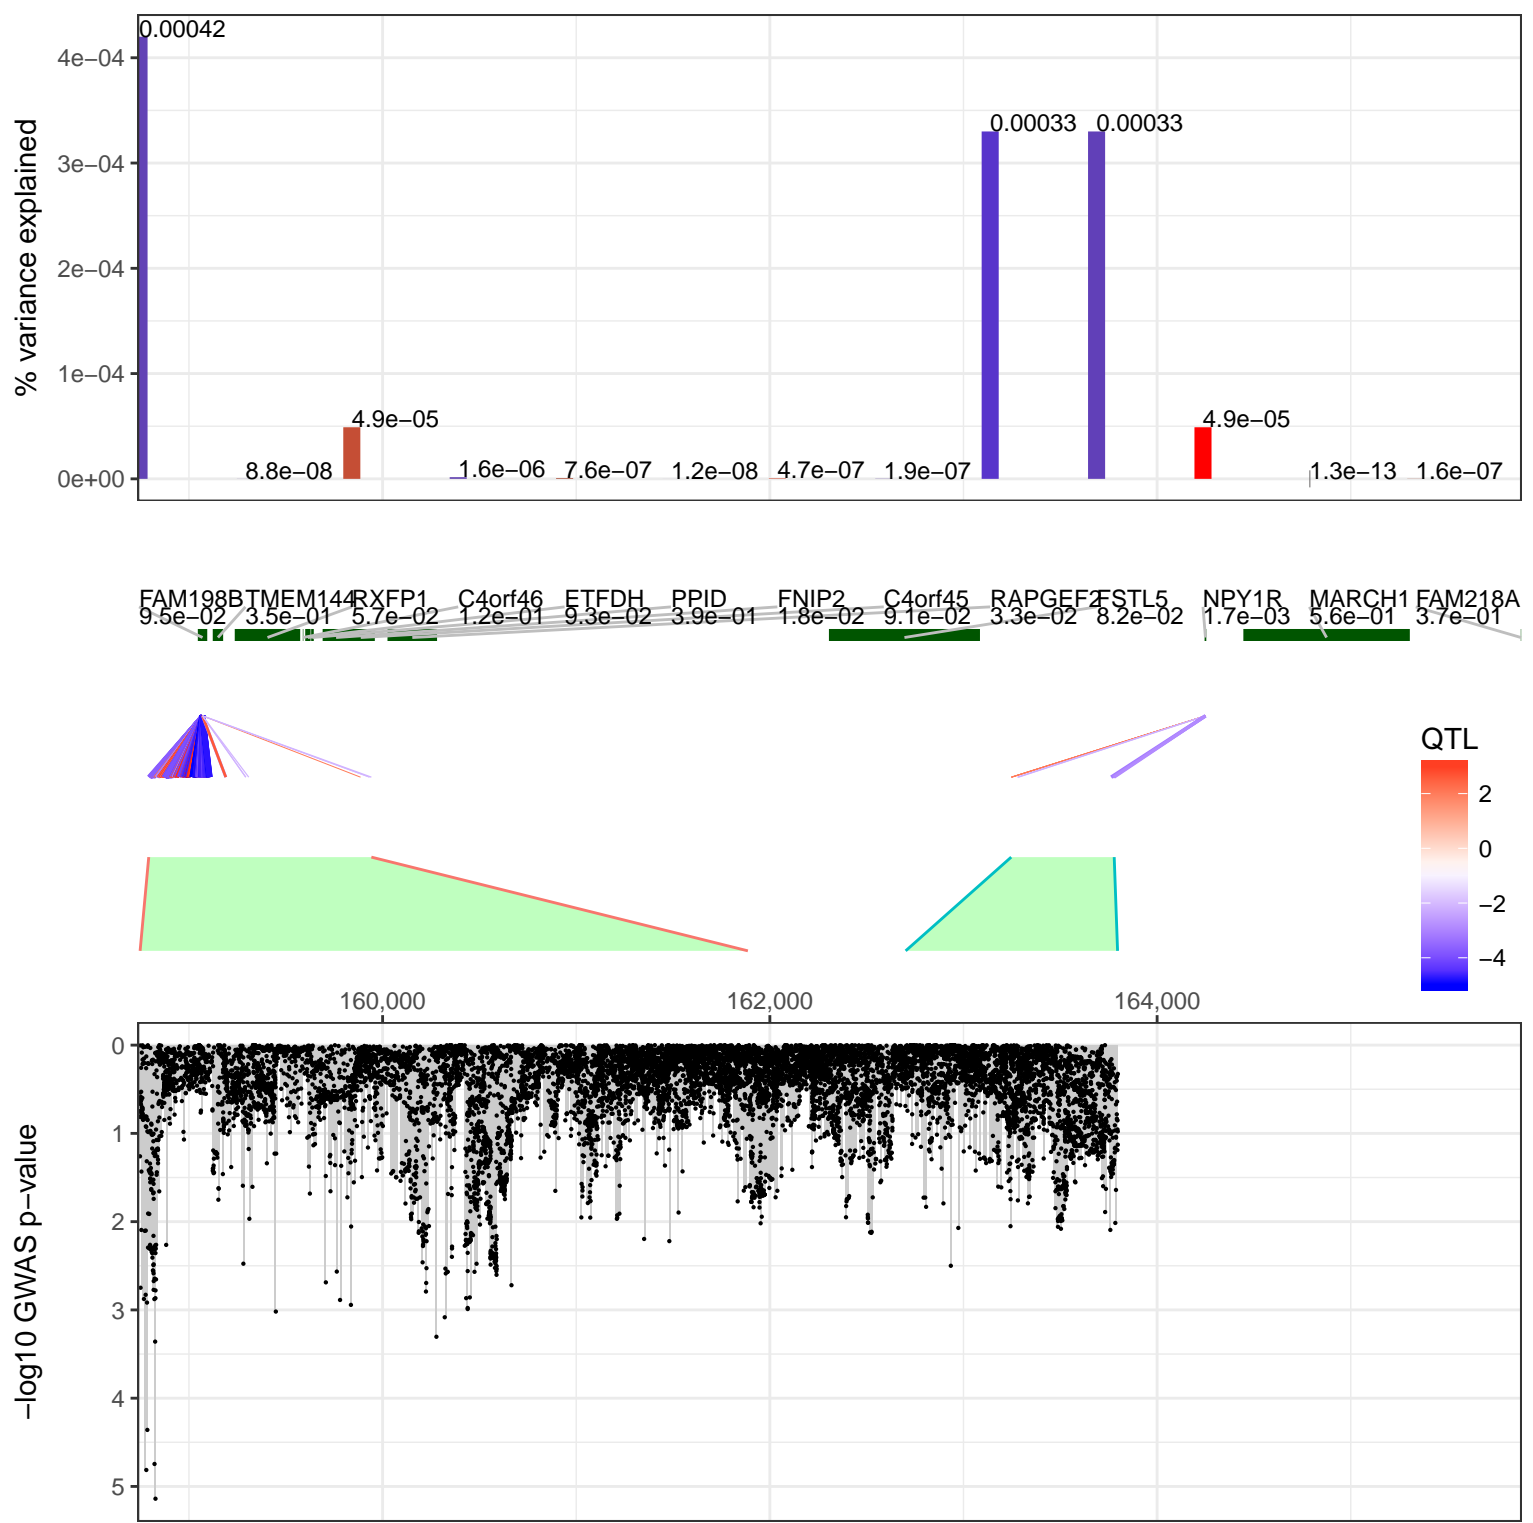 % variance explained
4e−04
3e−04
2e−04
1e−04
0e+00
0.00042
8.8e−08
4.9e−05
1.6e−06
7.6e−07
1.2e−08
4.7e−07
1.9e−07
0.00033
0.00033
4.9e−05
1.3e−13
1.6e−07
FAM198B TMEM144 RXFP1 C4orf46 ETFDH PPID FNIP2 C4orf45 RAPGEF2 FSTL5 NPY1R MARCH1 FAM218A
9.5e−02 3.5e−01 5.7e−02 1.2e−01 9.3e−02 3.9e−01 1.8e−02 9.1e−02 3.3e−02 8.2e−02 1.7e−03 5.6e−01 3.7e−01
QTL
2
0
−2
−4
160,000 162,000 164,000
−log10 GWAS p−value
0
1
2
3
4
5